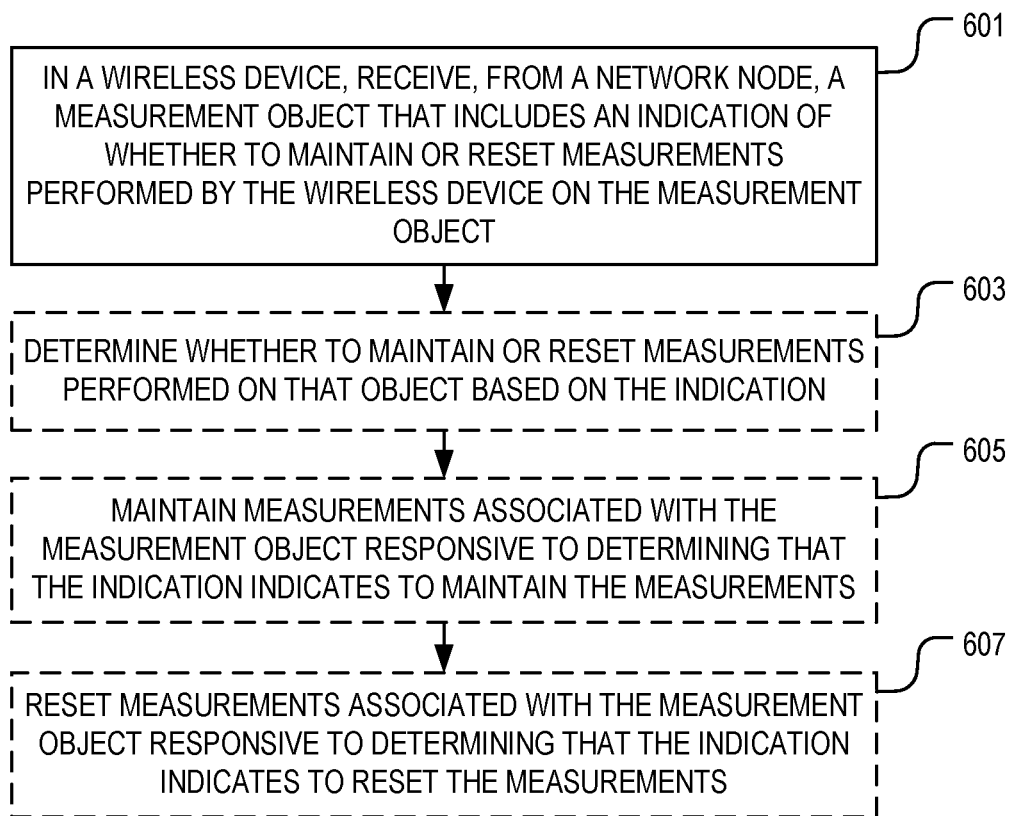 601
IN A WIRELESS DEVICE, RECEIVE, FROM A NETWORK NODE, A
MEASUREMENT OBJECT THAT INCLUDES AN INDICATION OF
WHETHER TO MAINTAIN OR RESET MEASUREMENTS
PERFORMED BY THE WIRELESS DEVICE ON THE MEASUREMENT
OBJECT
603
DETERMINE WHETHER TO MAINTAIN OR RESET MEASUREMENTS
PERFORMED ON THAT OBJECT BASED ON THE INDICATION
605
MAINTAIN MEASUREMENTS ASSOCIATED WITH THE
MEASUREMENT OBJECT RESPONSIVE TO DETERMINING THAT
THE INDICATION INDICATES TO MAINTAIN THE MEASUREMENTS
607
RESET MEASUREMENTS ASSOCIATED WITH THE MEASUREMENT
OBJECT RESPONSIVE TO DETERMINING THAT THE INDICATION
INDICATES TO RESET THE MEASUREMENTS